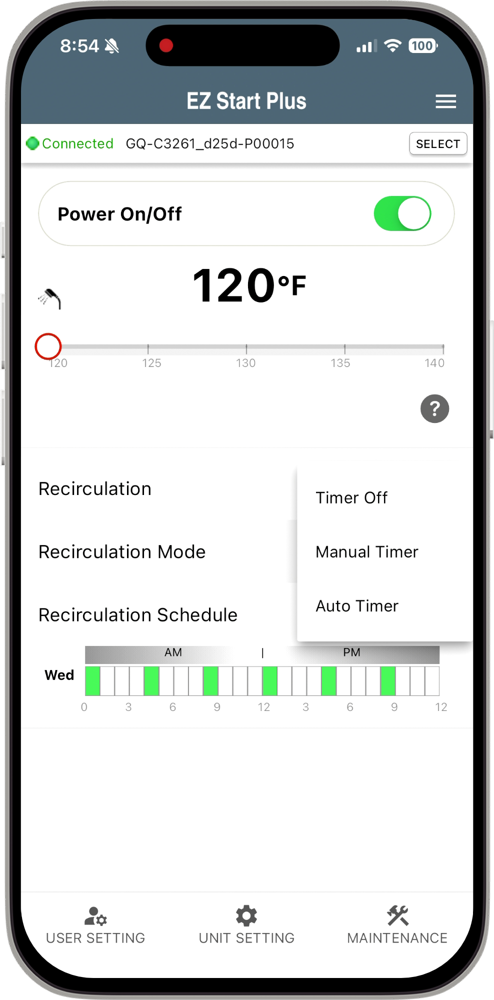 8:54
100
EZ Start Plus
Connected GQ-C3261_d25d-P00015 SELECT
Power On/Off
120°F
120 125 130 135 140
?
Recirculation
Timer Off
Recirculation Mode
Manual Timer
Recirculation Schedule
Auto Timer
AM | PM
Wed
0 3 6 9 12 3 6 9 12
USER SETTING UNIT SETTING MAINTENANCE